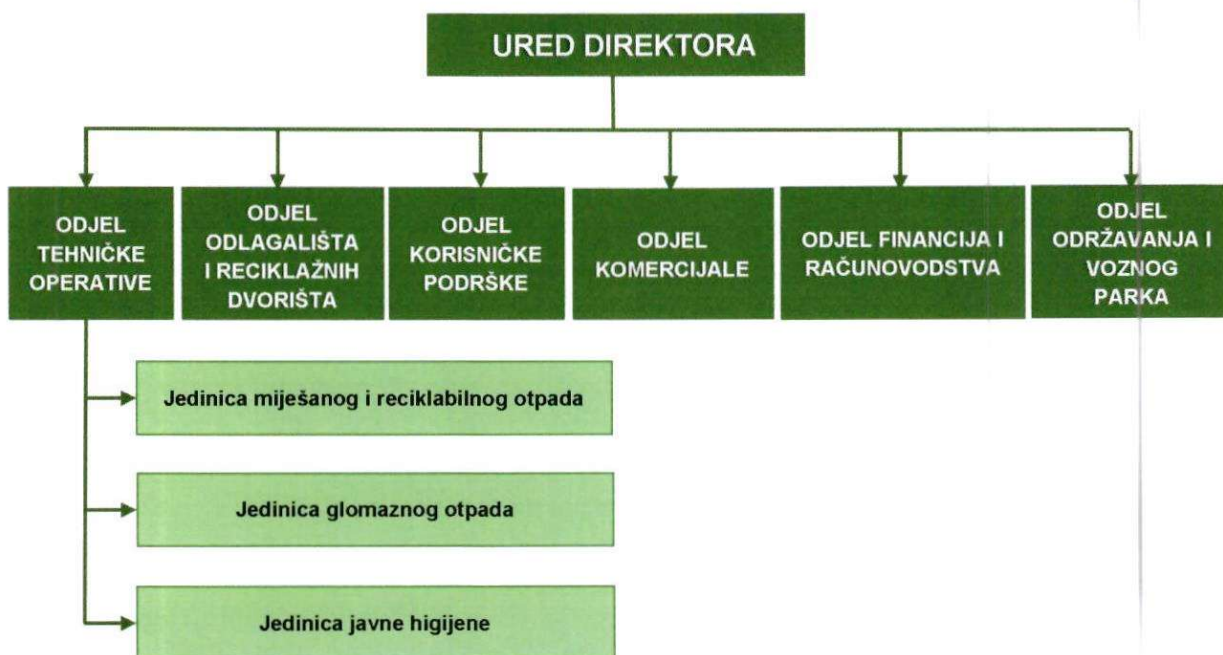 URED DIREKTORA
ODJEL
TEHNIČKE
OPERATIVE
ODJEL
ODLAGALIŠTA
I RECIKLAŽNIH
DVORIŠTA
ODJEL
KORISNIČKE
PODRŠKE
ODJEL
KOMERCIJALE
ODJEL FINANCIJA I
RAČUNOVODSTVA
ODJEL
ODRŽAVANJA I
VOZNOG
PARKA
Jedinica miješanog i reciklabilnog otpada
Jedinica glomaznog otpada
Jedinica javne higijene